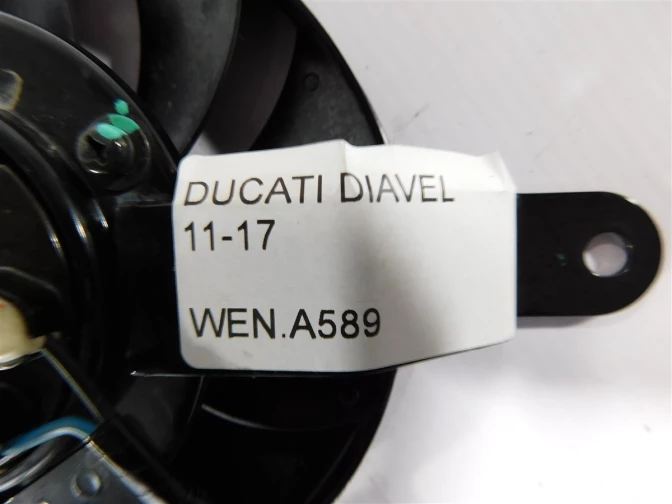 DUCATI DIAVEL
11-17
WEN.A589